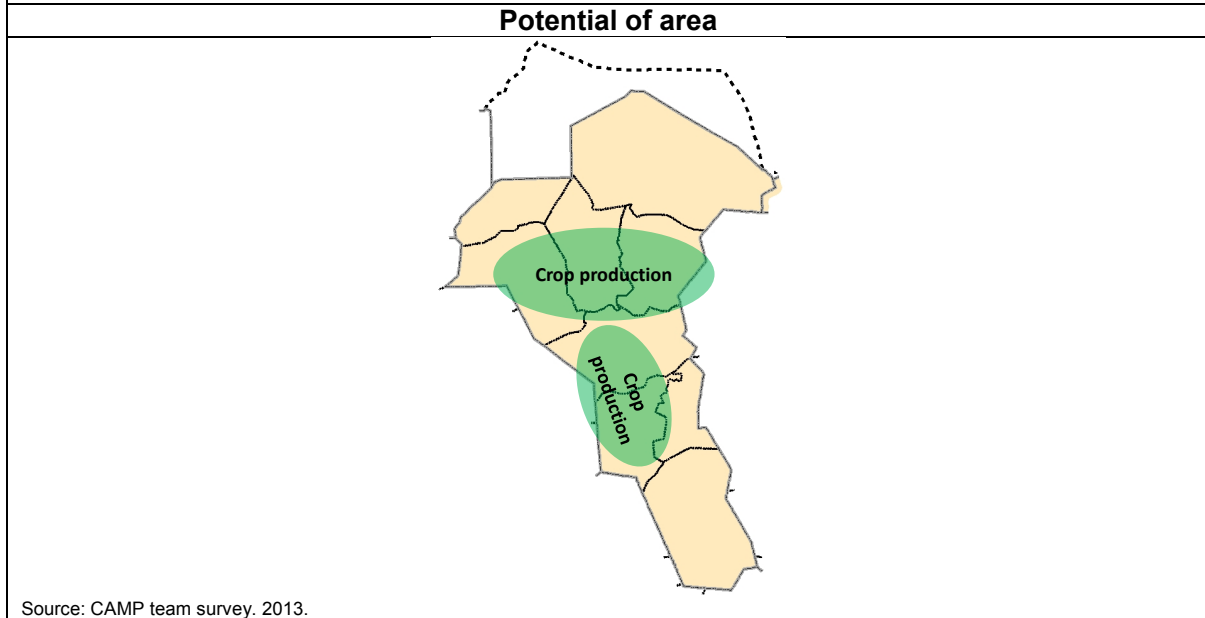 Potential of area
Crop production
Crop
production
Source: CAMP team survey. 2013.